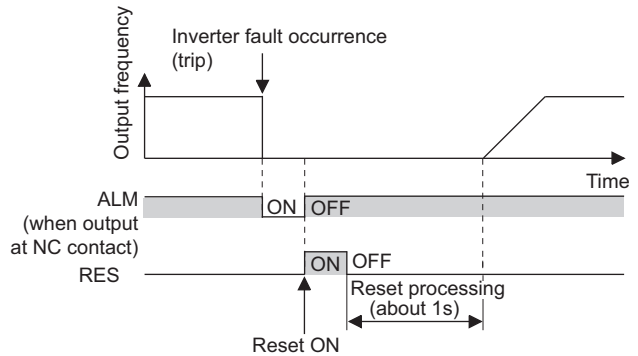 Output frequency
Inverter fault occurrence
(trip)
Time
ALM
(when output
at NC contact)
ON
OFF
RES
ON
OFF
Reset processing
(about 1s)
Reset ON